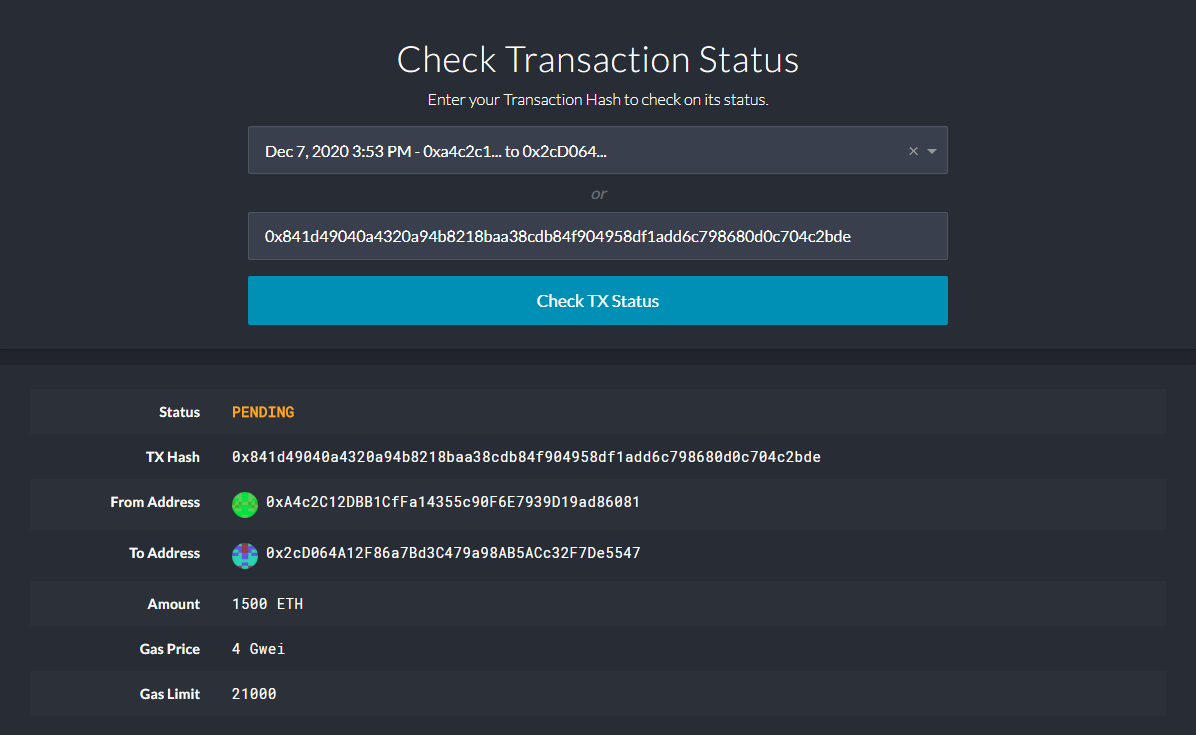 Check Transaction Status
Enter your Transaction Hash to check on its status.
Dec 7, 2020 3:53 PM - 0xa4c2c1... to 0x2cD064...
or
0x841d49040a4320a94b8218baa38cdb84f904958df1add6c798680d0c704c2bde
Check TX Status
Status PENDING
TX Hash 0x841d49040a4320a94b8218baa38cdb84f904958df1add6c798680d0c704c2bde
From Address 0xA4c2C12DBB1CfFa14355c90F6E7939D19ad86081
To Address 0x2cD064A12F86a7Bd3C479a98AB5ACc32F7De5547
Amount 1500 ETH
Gas Price 4 Gwei
Gas Limit 21000